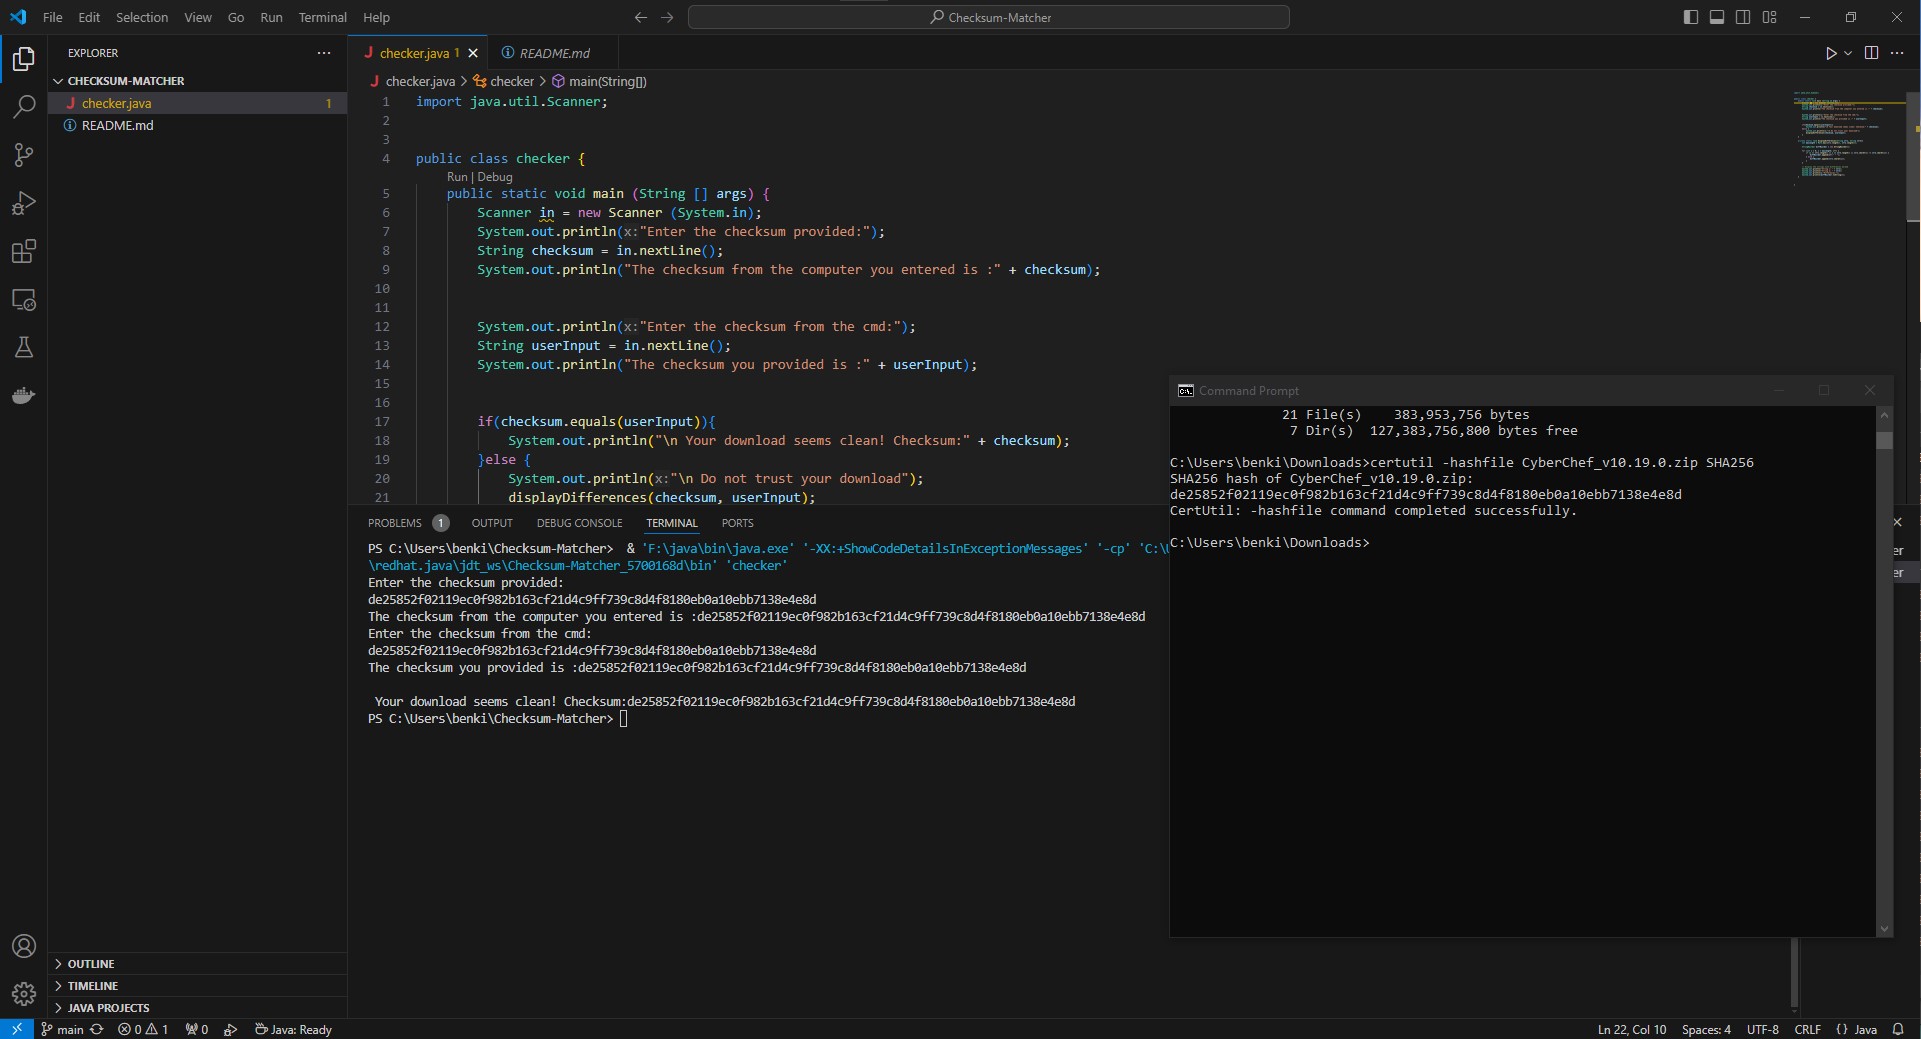 File Edit Selection View Go Run Terminal Help
Checksum-Matcher
EXPLORER
CHECKSUM-MATCHER
J checker.java 1
README.md
OUTLINE
TIMELINE
JAVA PROJECTS
J checker.java 1 README.md
J checker.java > checker > main(String[])
1 import java.util.Scanner;
2
3
4 public class checker {
Run | Debug
5 public static void main (String [] args) {
6 Scanner in = new Scanner (System.in);
7 System.out.println(x:"Enter the checksum provided:");
8 String checksum = in.nextLine();
9 System.out.println("The checksum from the computer you entered is :" + checksum);
10
11
12 System.out.println(x:"Enter the checksum from the cmd:");
13 String userInput = in.nextLine();
14 System.out.println("The checksum you provided is :" + userInput);
15
16
17 if(checksum.equals(userInput)){
18 System.out.println("\n Your download seems clean! Checksum:" + checksum);
19 }else {
20 System.out.println(x:"\n Do not trust your download");
21 displayDifferences(checksum, userInput);
PROBLEMS 1 OUTPUT DEBUG CONSOLE TERMINAL PORTS
PS C:\Users\benki\Checksum-Matcher> & 'F:\java\bin\java.exe' '-XX:+ShowCodeDetailsInExceptionMessages' '-cp' 'C:\U
\redhat.java\jdt_ws\Checksum-Matcher_5700168d\bin' 'checker'
Enter the checksum provided:
de25852f02119ec0f982b163cf21d4c9ff739c8d4f8180eb0a10ebb7138e4e8d
The checksum from the computer you entered is :de25852f02119ec0f982b163cf21d4c9ff739c8d4f8180eb0a10ebb7138e4e8d
Enter the checksum from the cmd:
de25852f02119ec0f982b163cf21d4c9ff739c8d4f8180eb0a10ebb7138e4e8d
The checksum you provided is :de25852f02119ec0f982b163cf21d4c9ff739c8d4f8180eb0a10ebb7138e4e8d
Your download seems clean! Checksum:de25852f02119ec0f982b163cf21d4c9ff739c8d4f8180eb0a10ebb7138e4e8d
PS C:\Users\benki\Checksum-Matcher>
Command Prompt
21 File(s) 383,953,756 bytes
7 Dir(s) 127,383,756,800 bytes free
C:\Users\benki\Downloads>certutil -hashfile CyberChef_v10.19.0.zip SHA256
SHA256 hash of CyberChef_v10.19.0.zip:
de25852f02119ec0f982b163cf21d4c9ff739c8d4f8180eb0a10ebb7138e4e8d
CertUtil: -hashfile command completed successfully.
C:\Users\benki\Downloads>
er
er
main 0 1 0 Java: Ready
Ln 22, Col 10 Spaces: 4 UTF-8 CRLF {} Java